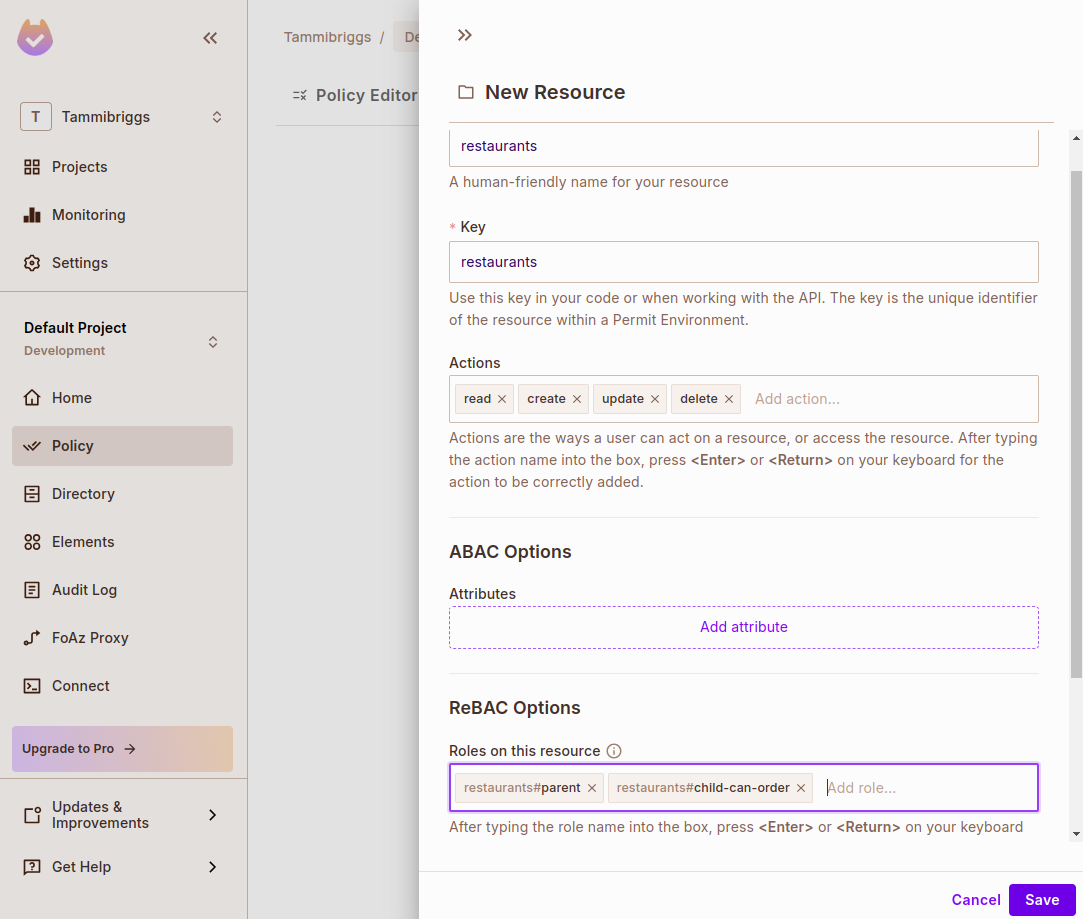 T Tammibriggs
Projects
Monitoring
Settings
Default Project
Development
Home
Policy
Directory
Elements
Audit Log
FoAz Proxy
Connect
Upgrade to Pro
Updates &
Improvements
Get Help
Tammibriggs / De
Policy Editor
New Resource
restaurants
A human-friendly name for your resource
* Key
restaurants
Use this key in your code or when working with the API. The key is the unique identifier
of the resource within a Permit Environment.
Actions
read create update delete Add action...
Actions are the ways a user can act on a resource, or access the resource. After typing
the action name into the box, press <Enter> or <Return> on your keyboard for the
action to be correctly added.
ABAC Options
Attributes
Add attribute
ReBAC Options
Roles on this resource
restaurants#parent restaurants#child-can-order Add role...
After typing the role name into the box, press <Enter> or <Return> on your keyboard
Cancel Save